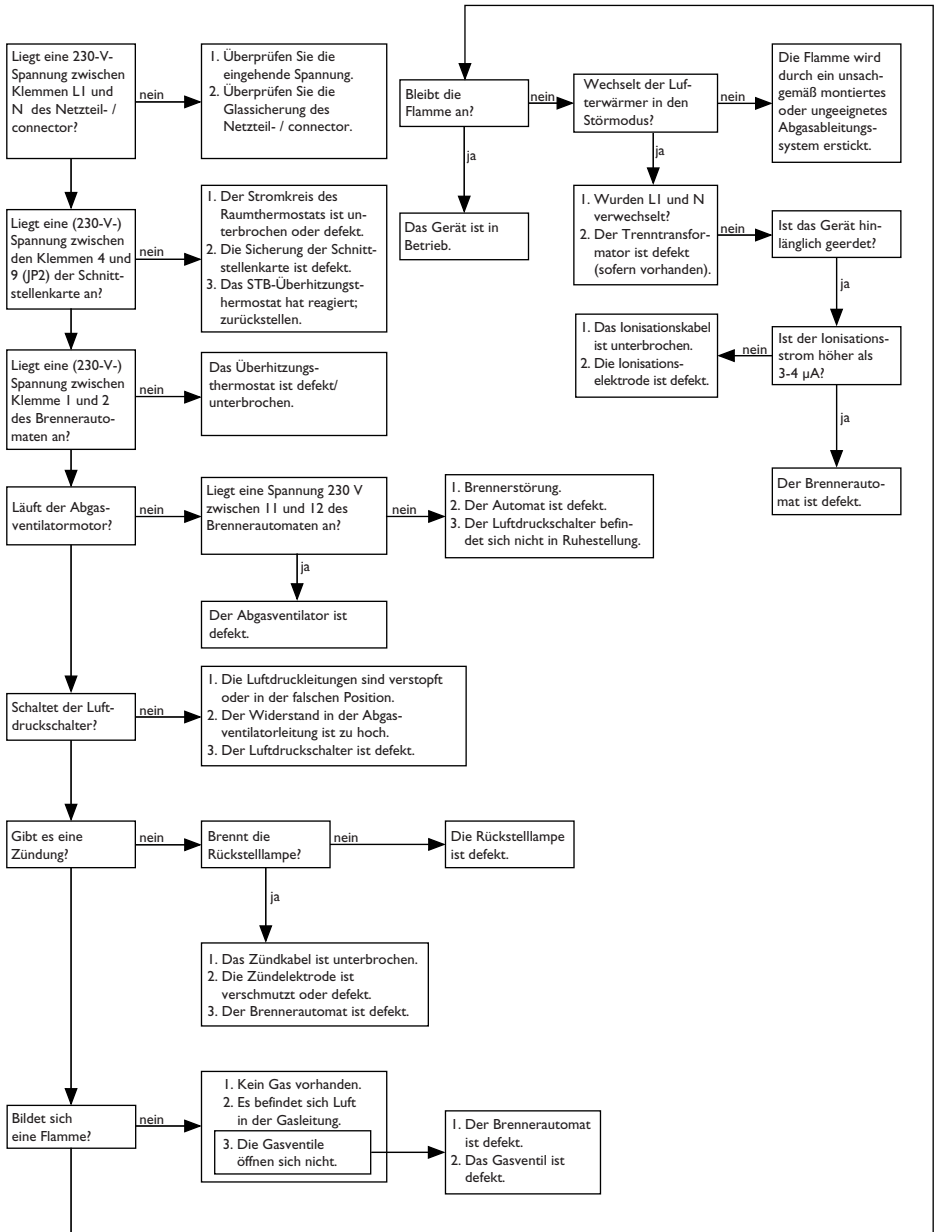 Liegt eine 230-V-
Spannung zwischen
Klemmen L1 und
N des Netzteil- /
connector?
nein
1. Überprüfen Sie die
eingehende Spannung.
2. Überprüfen Sie die
Glassicherung des
Netzteil- / connector.
Liegt eine (230-V-)
Spannung zwischen
den Klemmen 4 und
9 (JP2) der Schnitt-
stellenkarte an?
nein
1. Der Stromkreis des
Raumthermostats ist un-
terbrochen oder defekt.
2. Die Sicherung der Schnitt-
stellenkarte ist defekt.
3. Das STB-Überhitzungst-
hermostat hat reagiert;
zurückstellen.
Liegt eine (230-V-)
Spannung zwischen
Klemme 1 und 2
des Brennerauto-
maten an?
nein
Das Überhitzungs-
thermostat ist defekt/
unterbrochen.
Läuft der Abgas-
ventilatormotor?
nein
Liegt eine Spannung 230 V
zwischen 11 und 12 des
Brennerautomaten an?
nein
1. Brennerstörung.
2. Der Automat ist defekt.
3. Der Luftdruckschalter befin-
det sich nicht in Ruhestellung.
ja
Der Abgasventilator ist
defekt.
Schaltet der Luft-
druckschalter?
nein
1. Die Luftdruckleitungen sind verstopft
oder in der falschen Position.
2. Der Widerstand in der Abgas-
ventilatorleitung ist zu hoch.
3. Der Luftdruckschalter ist defekt.
Gibt es eine
Zündung?
nein
Brennt die
Rückstelllampe?
nein
Die Rückstelllampe
ist defekt.
ja
1. Das Zündkabel ist unterbrochen.
2. Die Zündelektrode ist
verschmutzt oder defekt.
3. Der Brennerautomat ist defekt.
Bildet sich
eine Flamme?
nein
1. Kein Gas vorhanden.
2. Es befindet sich Luft
in der Gasleitung.
3. Die Gasventile
öffnen sich nicht.
1. Der Brennerautomat
ist defekt.
2. Das Gasventil ist
defekt.
Bleibt die
Flamme an?
nein
Wechselt der Luft-
erwärmer in den
Störmodus?
nein
Die Flamme wird
durch ein unsach-
gemäß montiertes
oder ungeeignetes
Abgasableitungs-
system erstickt.
ja
Das Gerät ist in
Betrieb.
ja
1. Wurden L1 und N
verwechselt?
2. Der Trenntransfor-
mator ist defekt
(sofern vorhanden).
nein
Ist das Gerät hin-
länglich geerdet?
ja
Ist der Ionisations-
strom höher als
3-4 µA?
nein
1. Das Ionisationskabel
ist unterbrochen.
2. Die Ionisations-
elektrode ist defekt.
ja
Der Brennerauto-
mat ist defekt.